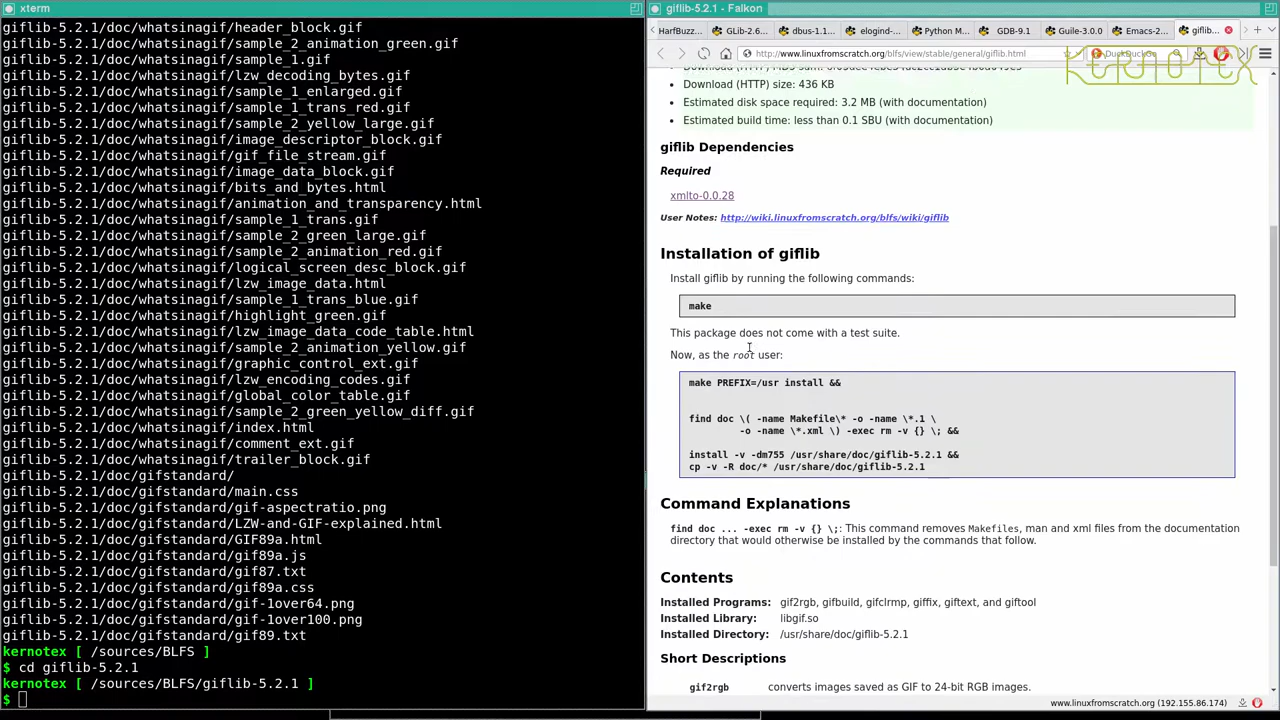 xterm
giflib-5.2.1/doc/whatsinagif/header_block.gif
giflib-5.2.1/doc/whatsinagif/sample_2_animation_green.gif
giflib-5.2.1/doc/whatsinagif/sample_1.gif
giflib-5.2.1/doc/whatsinagif/lzw_decoding_bytes.gif
giflib-5.2.1/doc/whatsinagif/sample_1_enlarged.gif
giflib-5.2.1/doc/whatsinagif/sample_1_trans_red.gif
giflib-5.2.1/doc/whatsinagif/sample_2_yellow_large.gif
giflib-5.2.1/doc/whatsinagif/image_descriptor_block.gif
giflib-5.2.1/doc/whatsinagif/gif_file_stream.gif
giflib-5.2.1/doc/whatsinagif/image_data_block.gif
giflib-5.2.1/doc/whatsinagif/bits_and_bytes.html
giflib-5.2.1/doc/whatsinagif/animation_and_transparency.html
giflib-5.2.1/doc/whatsinagif/sample_1_trans.gif
giflib-5.2.1/doc/whatsinagif/sample_2_green_large.gif
giflib-5.2.1/doc/whatsinagif/sample_2_animation_red.gif
giflib-5.2.1/doc/whatsinagif/logical_screen_desc_block.gif
giflib-5.2.1/doc/whatsinagif/lzw_image_data.html
giflib-5.2.1/doc/whatsinagif/sample_1_trans_blue.gif
giflib-5.2.1/doc/whatsinagif/highlight_green.gif
giflib-5.2.1/doc/whatsinagif/lzw_image_data_code_table.html
giflib-5.2.1/doc/whatsinagif/sample_2_animation_yellow.gif
giflib-5.2.1/doc/whatsinagif/graphic_control_ext.gif
giflib-5.2.1/doc/whatsinagif/lzw_encoding_codes.gif
giflib-5.2.1/doc/whatsinagif/global_color_table.gif
giflib-5.2.1/doc/whatsinagif/sample_2_green_yellow_diff.gif
giflib-5.2.1/doc/whatsinagif/index.html
giflib-5.2.1/doc/whatsinagif/comment_ext.gif
giflib-5.2.1/doc/whatsinagif/trailer_block.gif
giflib-5.2.1/doc/gifstandard/
giflib-5.2.1/doc/gifstandard/main.css
giflib-5.2.1/doc/gifstandard/gif-aspectratio.png
giflib-5.2.1/doc/gifstandard/LZW-and-GIF-explained.html
giflib-5.2.1/doc/gifstandard/GIF89a.html
giflib-5.2.1/doc/gifstandard/GIF89a.js
giflib-5.2.1/doc/gifstandard/gif87.txt
giflib-5.2.1/doc/gifstandard/gif89a.css
giflib-5.2.1/doc/gifstandard/gif-1over64.png
giflib-5.2.1/doc/gifstandard/gif-1over100.png
giflib-5.2.1/doc/gifstandard/gif89.txt
kernotex [ /sources/BLFS ]
$ cd giflib-5.2.1
kernotex [ /sources/BLFS/giflib-5.2.1 ]
$
giflib-5.2.1 - Falkon
HarfBuzz... GLib-2.6... dbus-1.1... elogind-... Python M... GDB-9.1 Guile-3.0.0 Emacs-2... giflib...
http://www.linuxfromscratch.org/blfs/view/stable/general/giflib.html
DuckDuckGo
KERNOTEX
Download (HTTP) size: 436 KB
Estimated disk space required: 3.2 MB (with documentation)
Estimated build time: less than 0.1 SBU (with documentation)
giflib Dependencies
Required
xmlto-0.0.28
User Notes: http://wiki.linuxfromscratch.org/blfs/wiki/giflib
Installation of giflib
Install giflib by running the following commands:
make
This package does not come with a test suite.
Now, as the root user:
make PREFIX=/usr install &&
find doc \( -name Makefile\* -o -name \*.1 \
-o -name \*.xml \) -exec rm -v {} \; &&
install -v -dm755 /usr/share/doc/giflib-5.2.1 &&
cp -v -R doc/* /usr/share/doc/giflib-5.2.1
Command Explanations
find doc ... -exec rm -v {} \;: This command removes Makefiles, man and xml files from the documentation
directory that would otherwise be installed by the commands that follow.
Contents
Installed Programs: gif2rgb, gifbuild, gifclrmp, giffix, giftext, and giftool
Installed Library: libgif.so
Installed Directory: /usr/share/doc/giflib-5.2.1
Short Descriptions
gif2rgb converts images saved as GIF to 24-bit RGB images.
www.linuxfromscratch.org (192.155.86.174)